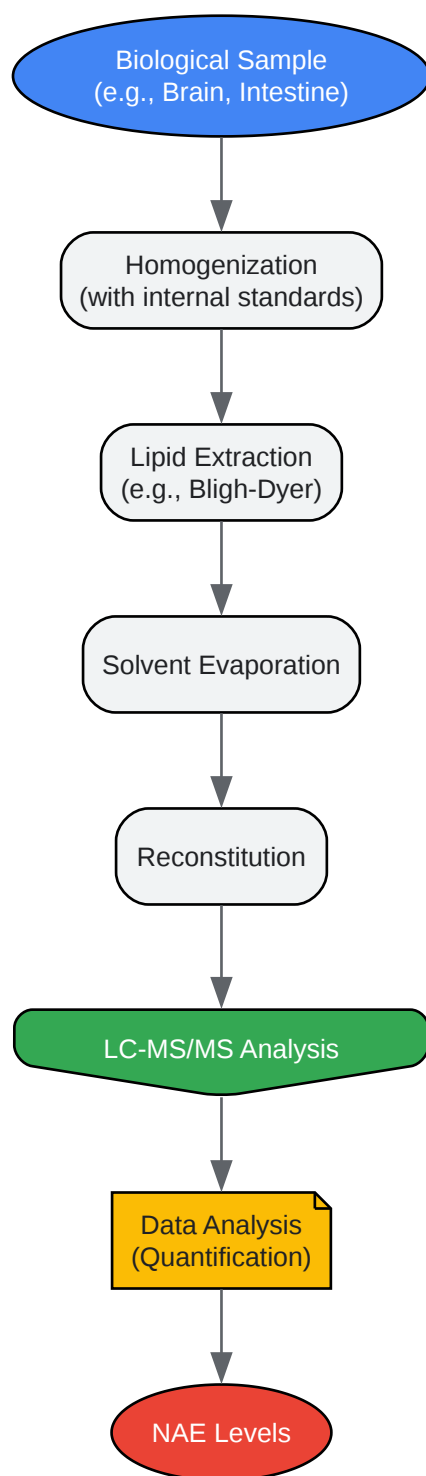 Biological Sample
(e.g., Brain, Intestine)
Homogenization
(with internal standards)
Lipid Extraction
(e.g., Bligh-Dyer)
Solvent Evaporation
Reconstitution
LC-MS/MS Analysis
Data Analysis
(Quantification)
NAE Levels